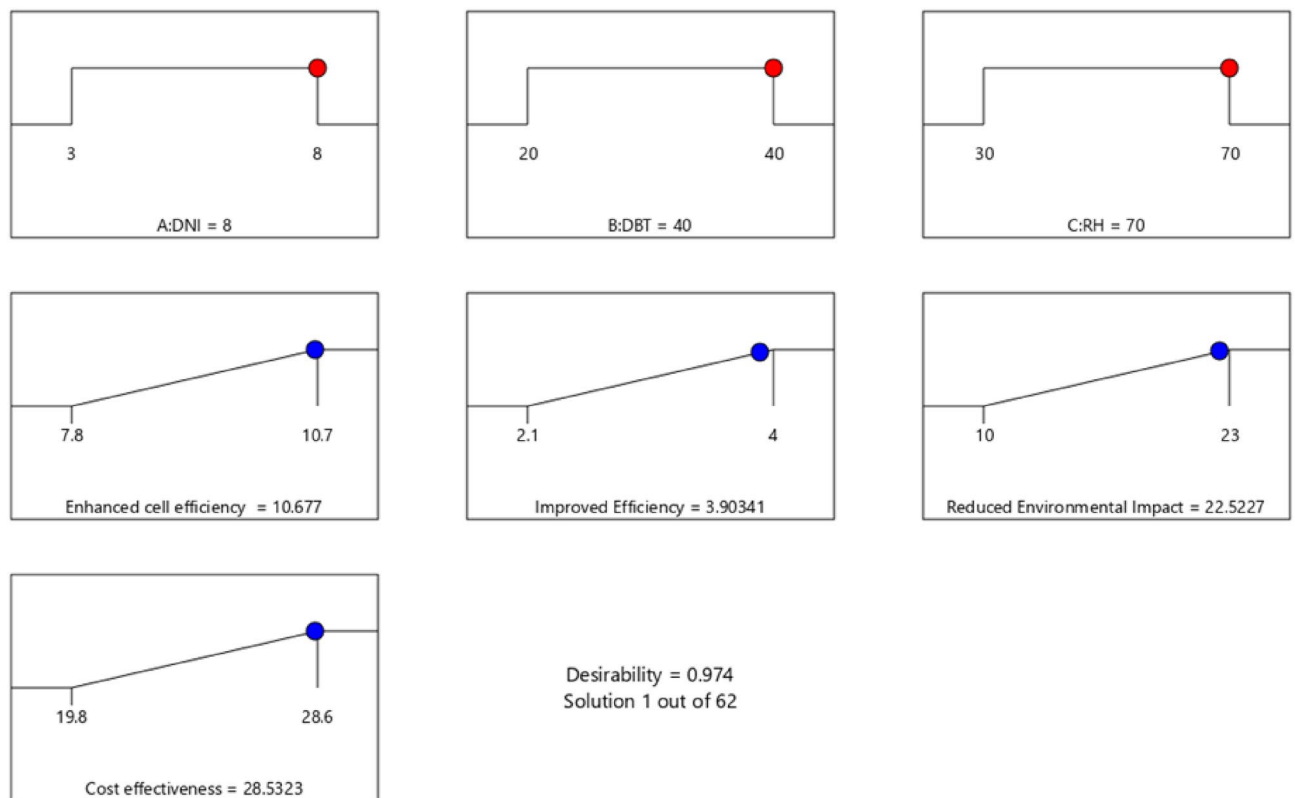 3 8
A:DNI = 8
20 40
B:DBT = 40
30 70
C:RH = 70
7.8 10.7
Enhanced cell efficiency = 10.677
2.1 4
Improved Efficiency = 3.90341
10 23
Reduced Environmental Impact = 22.5227
19.8 28.6
Cost effectiveness = 28.5323
Desirability = 0.974
Solution 1 out of 62